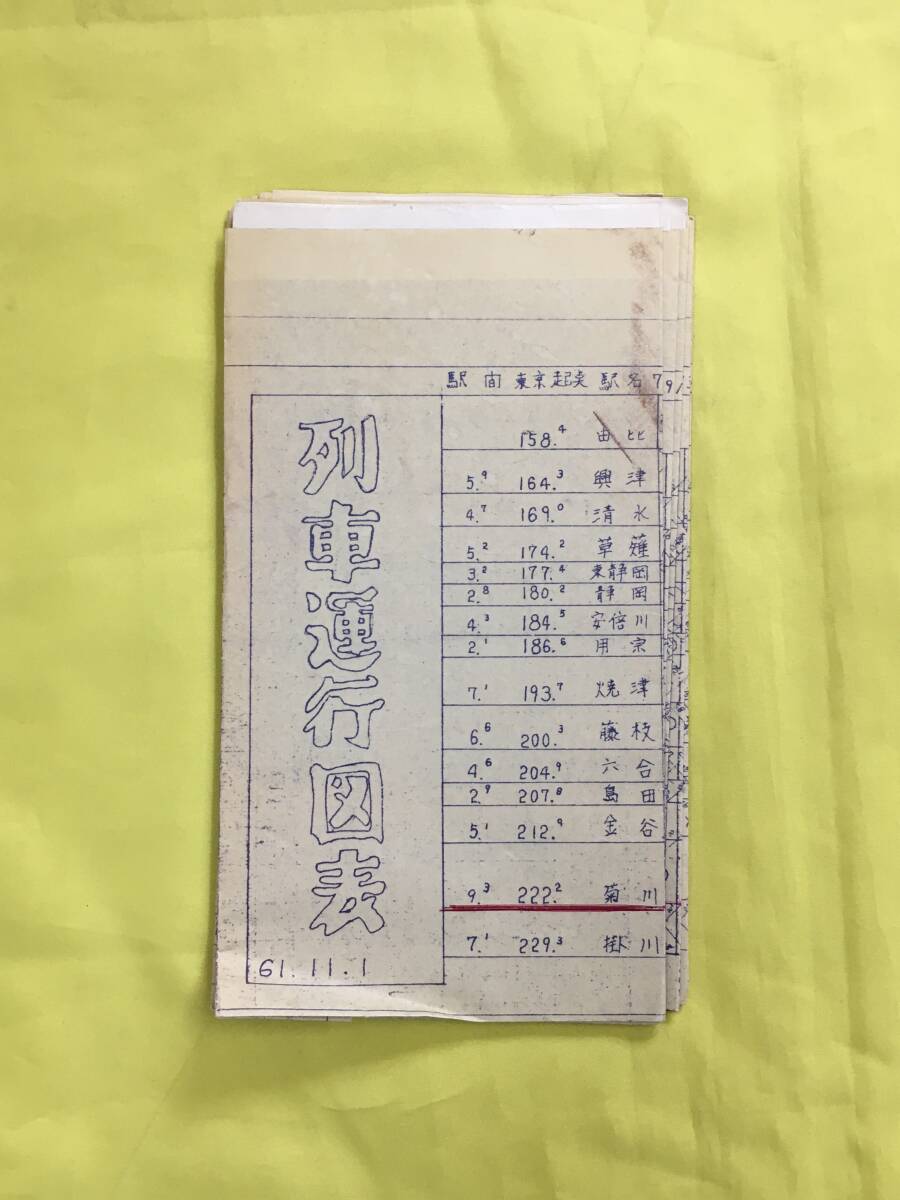 駅間 東京起点 駅名 7
列車運行図表
61.11.1
158.4 由比
5.9 164.3 興津
4.7 169.0 清水
5.2 174.2 草薙
3.2 177.4 東静岡
2.8 180.2 静岡
4.3 184.5 安倍川
2.1 186.6 用宗
7.1 193.7 焼津
6.6 200.3 藤枝
4.6 204.9 六合
2.9 207.8 島田
5.1 212.9 金谷
9.3 222.2 菊川
7.1 229.3 掛川